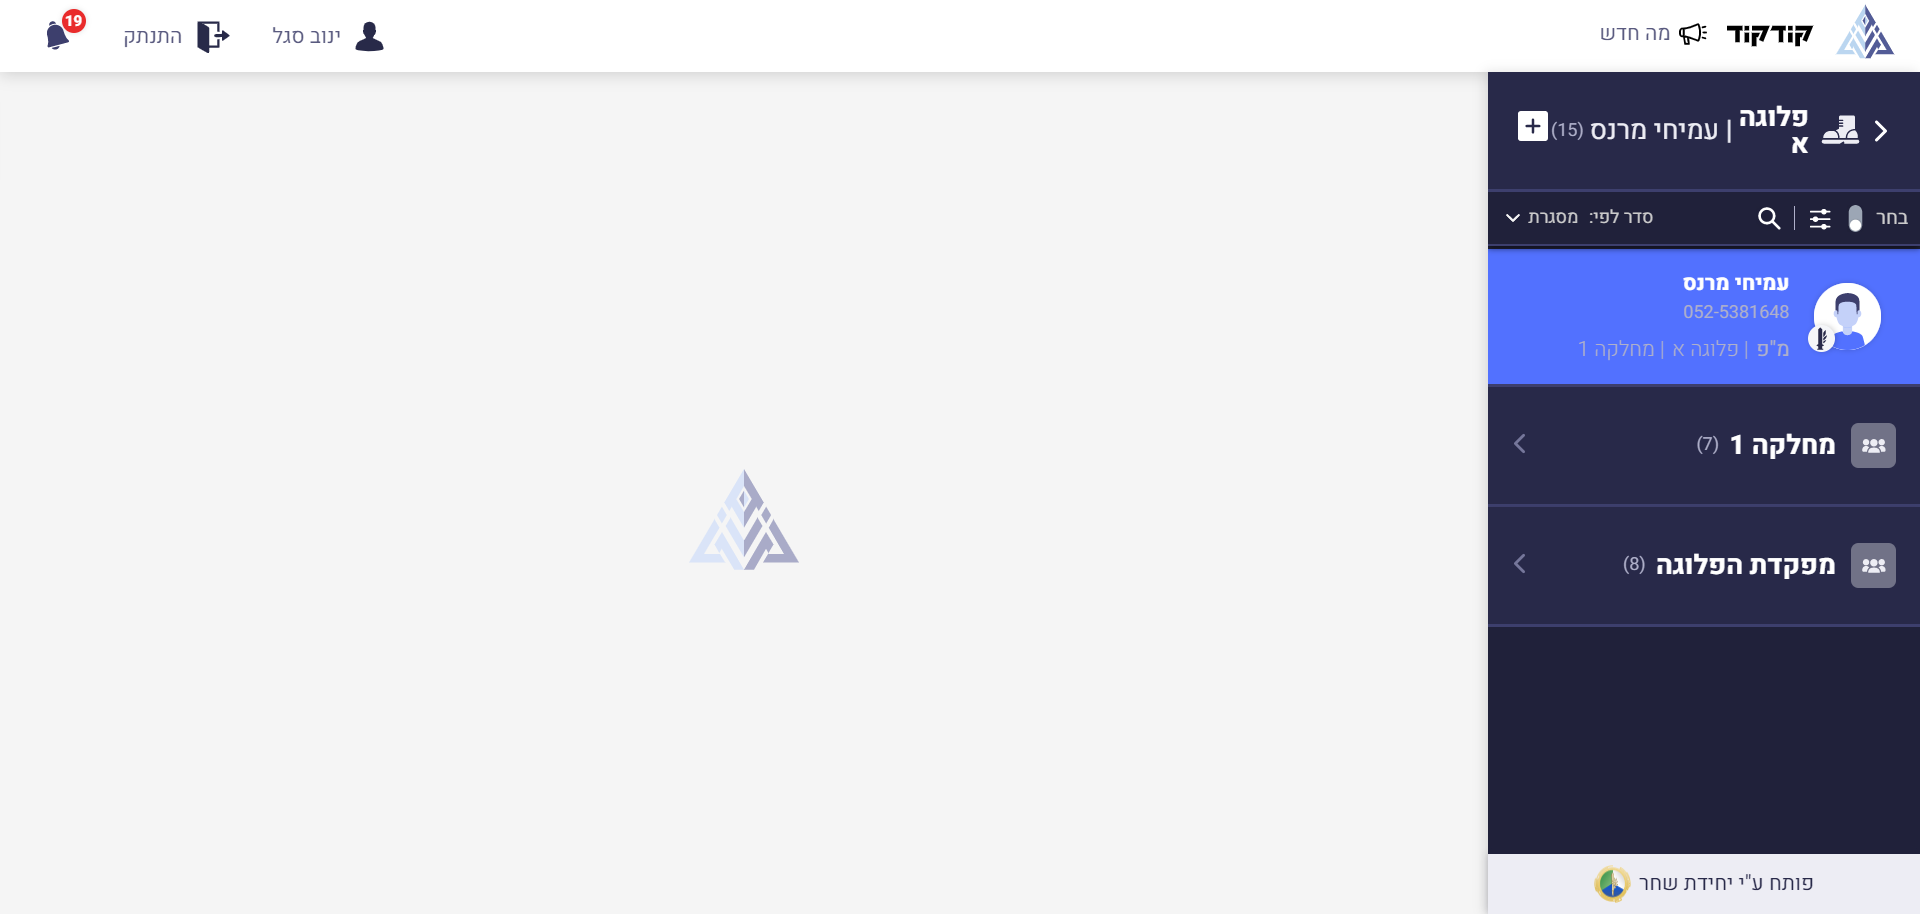 קודקוד
מה חדש
ינוב סגל
התנתק
19
פלוגה
א
| עמיחי מרנס (15)
בחר
סדר לפי: מסגרת
עמיחי מרנס
052-5381648
מ"פ | פלוגה א | מחלקה 1
מחלקה 1 (7)
מפקדת הפלוגה (8)
פותח ע"י יחידת שחר